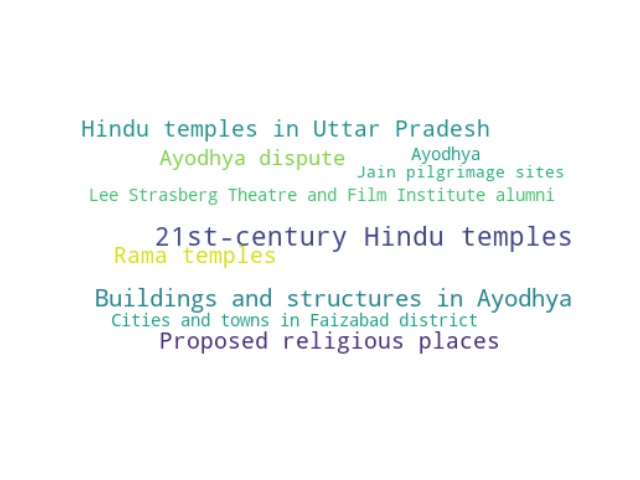 Hindu temples in Uttar Pradesh
Ayodhya dispute
Ayodhya
Jain pilgrimage sites
Lee Strasberg Theatre and Film Institute alumni
21st-century Hindu temples
Rama temples
Buildings and structures in Ayodhya
Cities and towns in Faizabad district
Proposed religious places